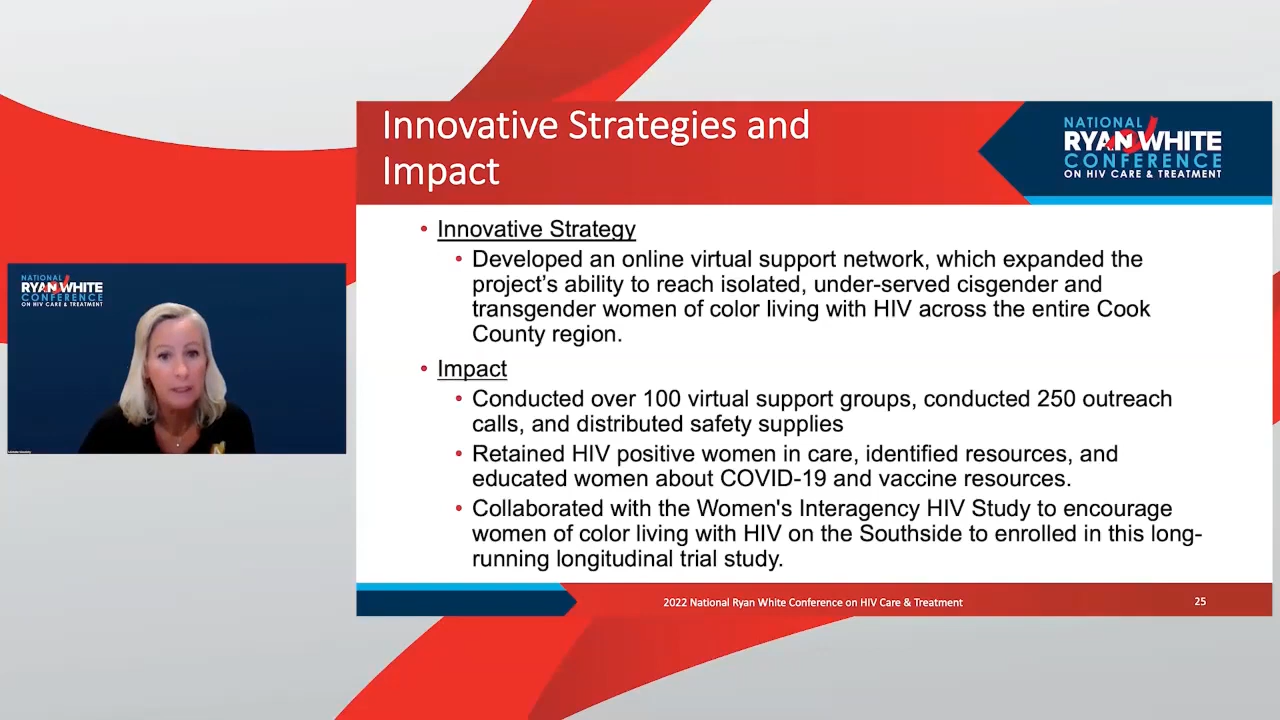 Innovative Strategies and
Impact
NATIONAL
RYAN WHITE
CONFERENCE
ON HIV CARE & TREATMENT
• Innovative Strategy
• Developed an online virtual support network, which expanded the
project's ability to reach isolated, under-served cisgender and
transgender women of color living with HIV across the entire Cook
County region.
• Impact
• Conducted over 100 virtual support groups, conducted 250 outreach
calls, and distributed safety supplies
• Retained HIV positive women in care, identified resources, and
educated women about COVID-19 and vaccine resources.
• Collaborated with the Women's Interagency HIV Study to encourage
women of color living with HIV on the Southside to enrolled in this long-
running longitudinal trial study.
2022 National Ryan White Conference on HIV Care & Treatment
25
NATIONAL
RYAN WHITE
CONFERENCE
ON HIV CARE & TREATMENT